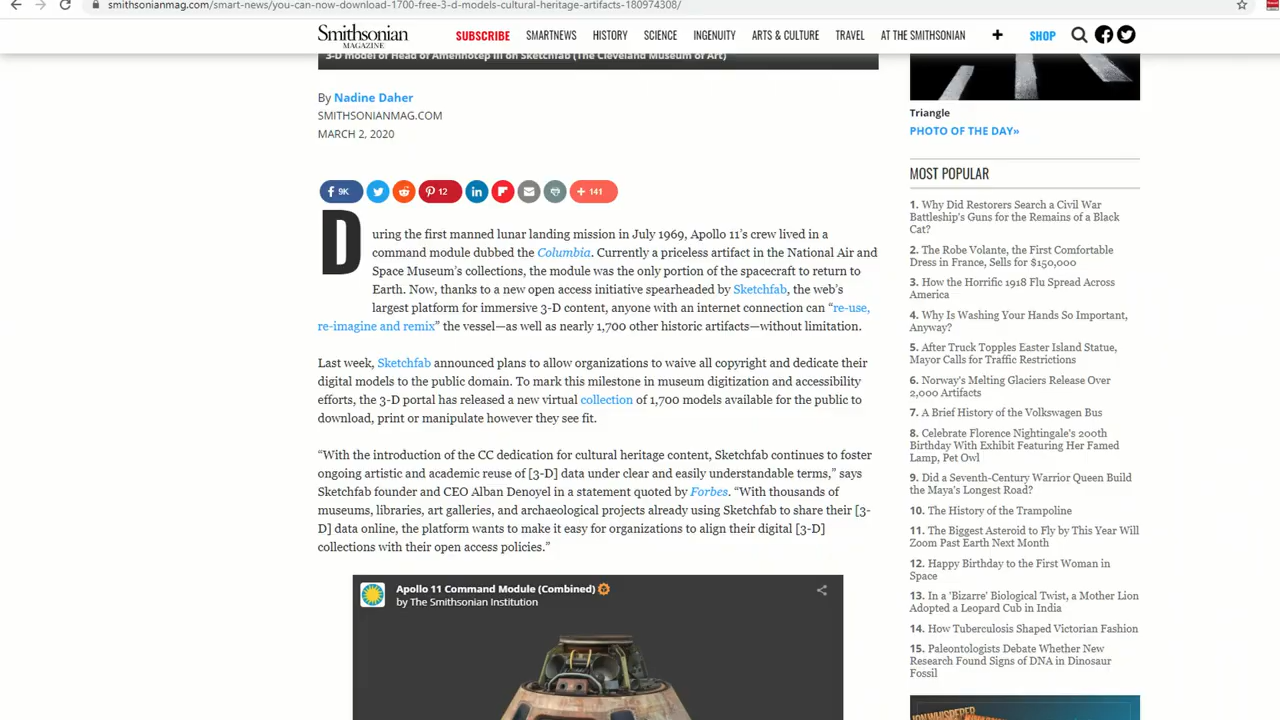 smithsonianmag.com/smart-news/you-can-now-download-1700-free-3-d-models-cultural-heritage-artifacts-180974308/
Smithsonian
MAGAZINE
SUBSCRIBE SMARTNEWS HISTORY SCIENCE INGENUITY ARTS & CULTURE TRAVEL AT THE SMITHSONIAN + SHOP
3-D model of Head of Amenhotep III on Sketchfab (The Cleveland Museum of Art)
By Nadine Daher
SMITHSONIANMAG.COM
MARCH 2, 2020
9K 12 141
During the first manned lunar landing mission in July 1969, Apollo 11’s crew lived in a
command module dubbed the Columbia. Currently a priceless artifact in the National Air and
Space Museum’s collections, the module was the only portion of the spacecraft to return to
Earth. Now, thanks to a new open access initiative spearheaded by Sketchfab, the web’s
largest platform for immersive 3-D content, anyone with an internet connection can “re-use,
re-imagine and remix” the vessel—as well as nearly 1,700 other historic artifacts—without limitation.
Last week, Sketchfab announced plans to allow organizations to waive all copyright and dedicate their
digital models to the public domain. To mark this milestone in museum digitization and accessibility
efforts, the 3-D portal has released a new virtual collection of 1,700 models available for the public to
download, print or manipulate however they see fit.
“With the introduction of the CC dedication for cultural heritage content, Sketchfab continues to foster
ongoing artistic and academic reuse of [3-D] data under clear and easily understandable terms,” says
Sketchfab founder and CEO Alban Denoyel in a statement quoted by Forbes. “With thousands of
museums, libraries, art galleries, and archaeological projects already using Sketchfab to share their [3-
D] data online, the platform wants to make it easy for organizations to align their digital [3-D]
collections with their open access policies.”
Apollo 11 Command Module (Combined)
by The Smithsonian Institution
Triangle
PHOTO OF THE DAY»
MOST POPULAR
1. Why Did Restorers Search a Civil War
Battleship's Guns for the Remains of a Black
Cat?
2. The Robe Volante, the First Comfortable
Dress in France, Sells for $150,000
3. How the Horrific 1918 Flu Spread Across
America
4. Why Is Washing Your Hands So Important,
Anyway?
5. After Truck Topples Easter Island Statue,
Mayor Calls for Traffic Restrictions
6. Norway's Melting Glaciers Release Over
2,000 Artifacts
7. A Brief History of the Volkswagen Bus
8. Celebrate Florence Nightingale's 200th
Birthday With Exhibit Featuring Her Famed
Lamp, Pet Owl
9. Did a Seventh-Century Warrior Queen Build
the Maya's Longest Road?
10. The History of the Trampoline
11. The Biggest Asteroid to Fly by This Year Will
Zoom Past Earth Next Month
12. Happy Birthday to the First Woman in
Space
13. In a 'Bizarre' Biological Twist, a Mother Lion
Adopted a Leopard Cub in India
14. How Tuberculosis Shaped Victorian Fashion
15. Paleontologists Debate Whether New
Research Found Signs of DNA in Dinosaur
Fossil